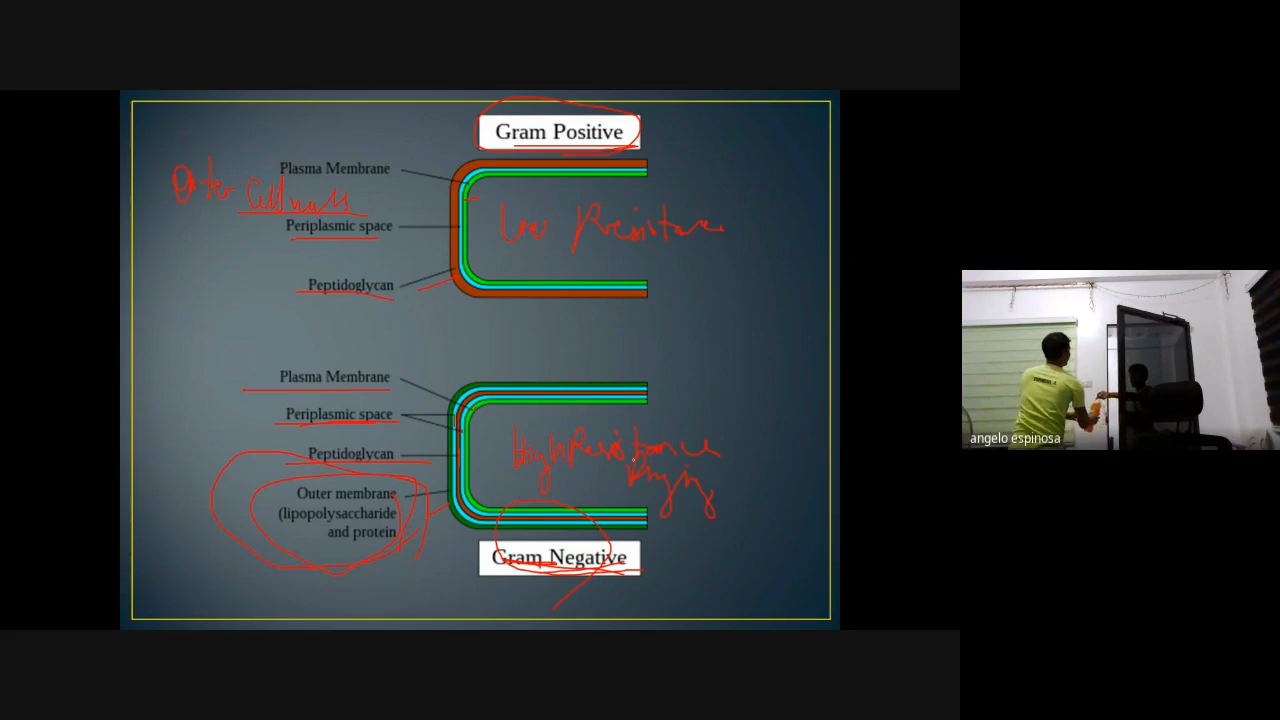 Gram Positive
Plasma Membrane
Outer Cell wall
Periplasmic space
Low Resistance
Peptidoglycan
Plasma Membrane
Periplasmic space
High Resistance
Peptidoglycan
Outer membrane
(lipopolysaccharide
and protein
Gram Negative
angelo espinosa